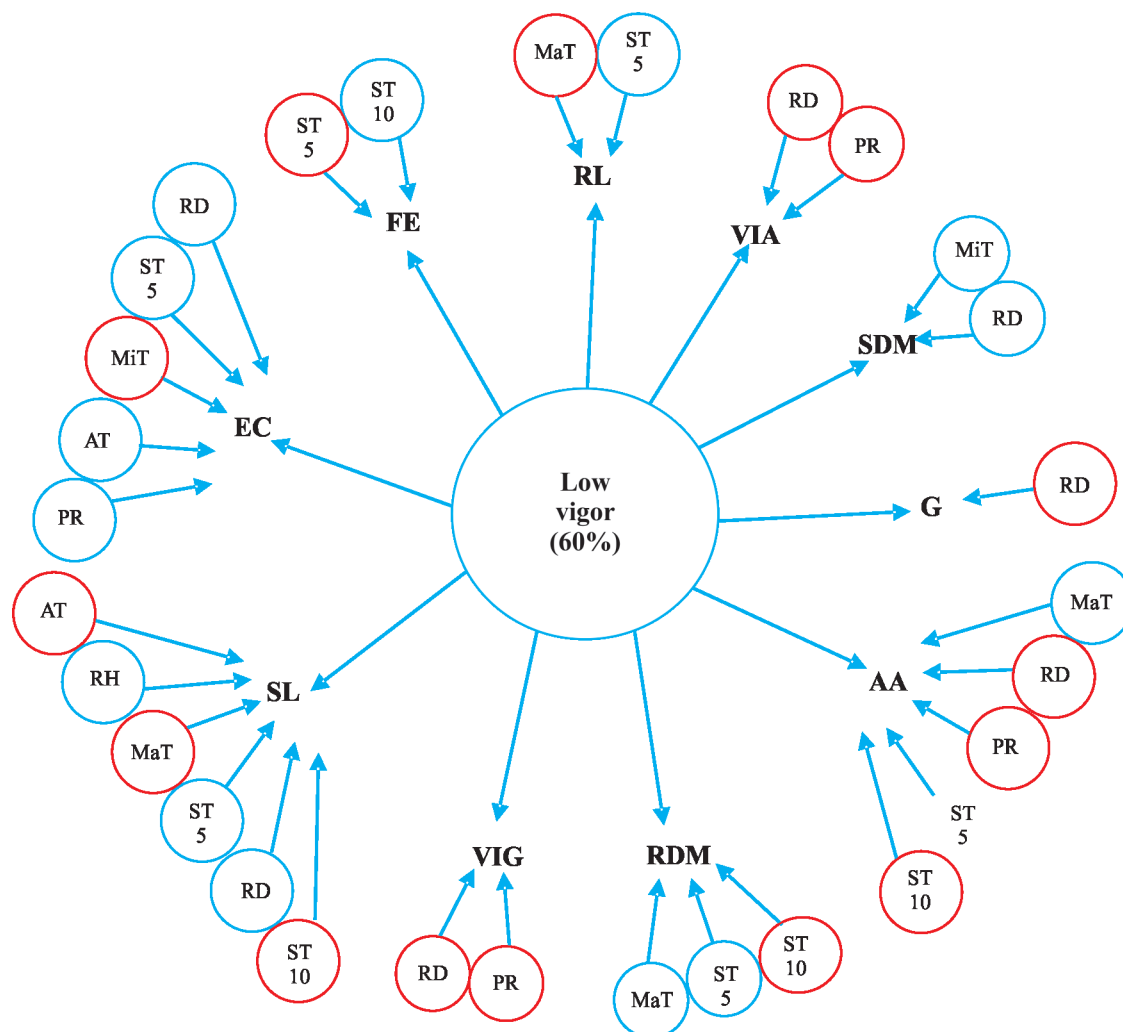 MaT
ST
5
RL
ST
10
ST
5
FE
RD
PR
VIA
RD
ST
5
MiT
AT
PR
EC
MiT
RD
SDM
Low
vigor
(60%)
RD
G
AT
RH
MaT
ST
5
RD
ST
10
SL
MaT
RD
PR
ST
5
ST
10
AA
VIG
RD
PR
RDM
MaT
ST
5
ST
10